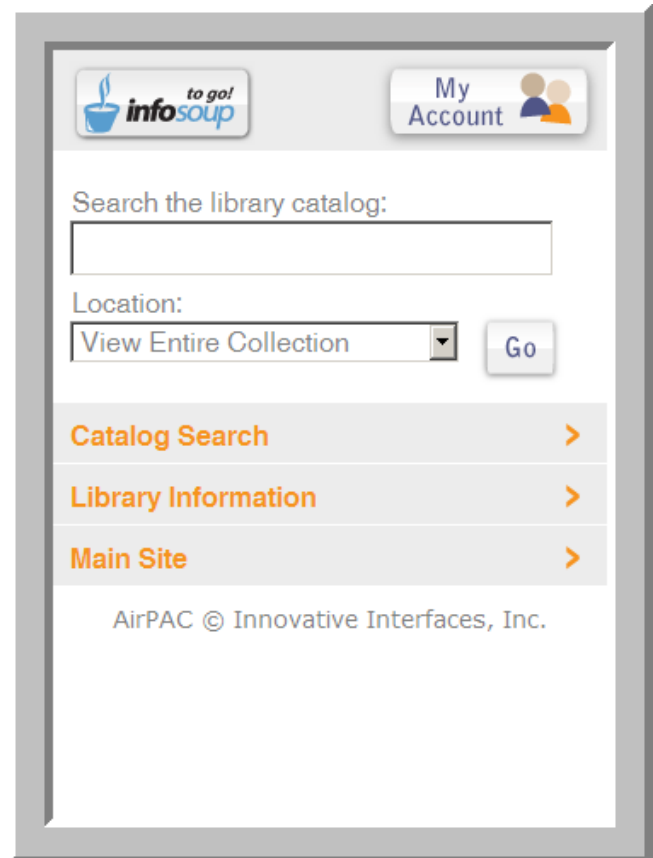 to go!
infosoup
My
Account
Search the library catalog:
Location:
View Entire Collection
Go
Catalog Search
Library Information
Main Site
AirPAC © Innovative Interfaces, Inc.